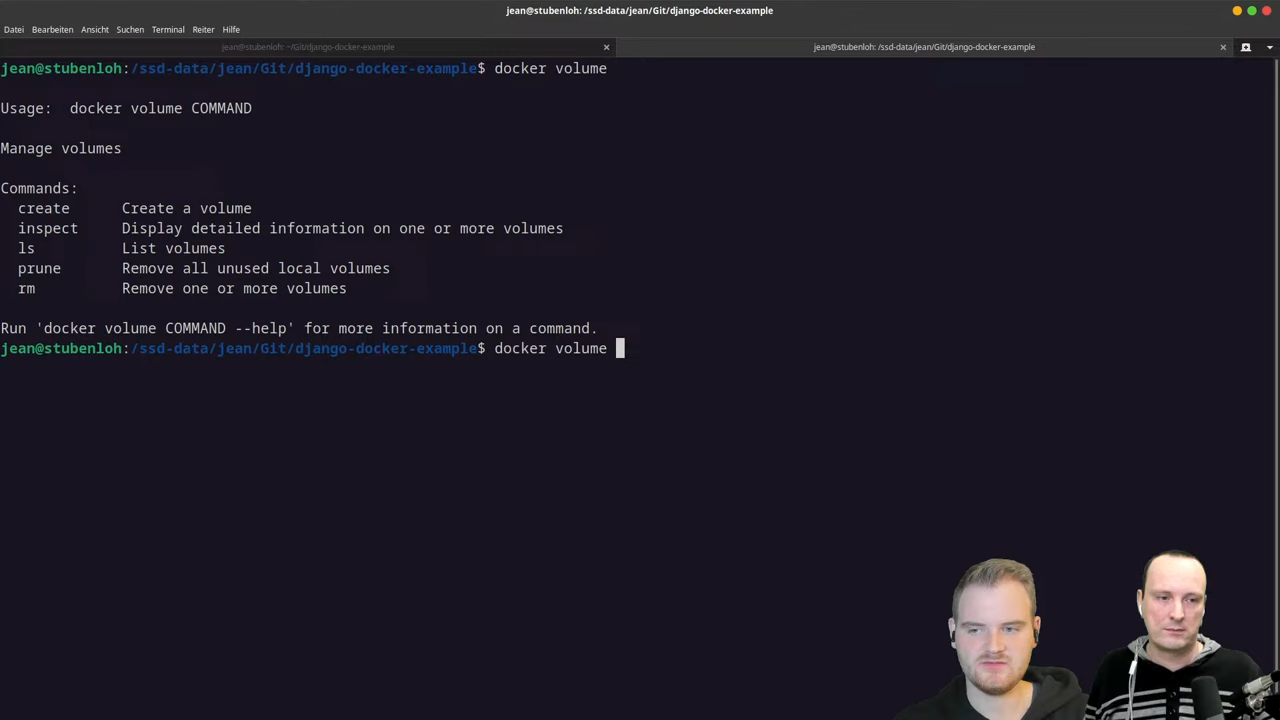 jean@stubenloh: /ssd-data/jean/Git/django-docker-example
Datei Bearbeiten Ansicht Suchen Terminal Reiter Hilfe
jean@stubenloh: ~/Git/django-docker-example jean@stubenloh: /ssd-data/jean/Git/django-docker-example
jean@stubenloh:/ssd-data/jean/Git/django-docker-example$ docker volume
Usage:  docker volume COMMAND
Manage volumes
Commands:
  create      Create a volume
  inspect     Display detailed information on one or more volumes
  ls          List volumes
  prune       Remove all unused local volumes
  rm          Remove one or more volumes
Run 'docker volume COMMAND --help' for more information on a command.
jean@stubenloh:/ssd-data/jean/Git/django-docker-example$ docker volume